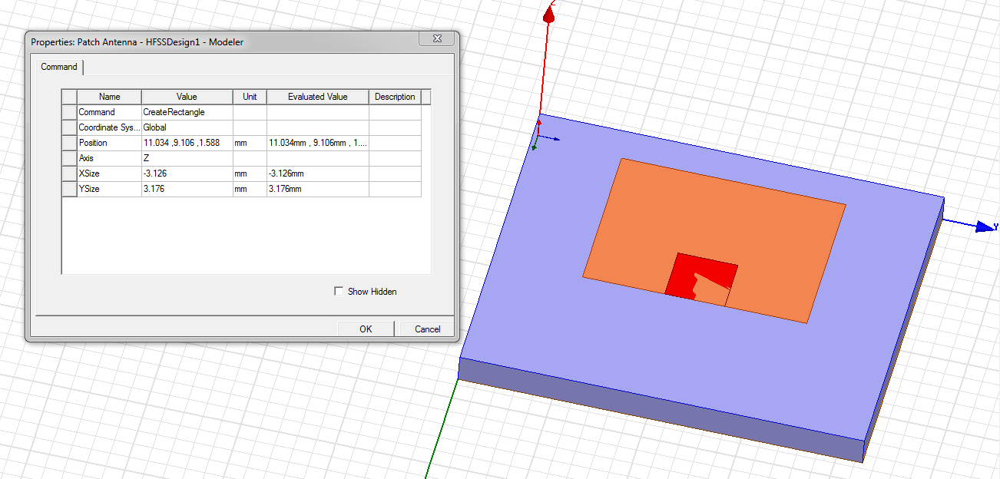 Z
Properties: Patch Antenna - HFSSDesign1 - Modeler
Command
Name Value Unit Evaluated Value Description
Command CreateRectangle
Coordinate Sys... Global
Position 11.034 ,9.106 ,1.588 mm 11.034mm , 9.106mm , 1....
Axis Z
XSize -3.126 mm -3.126mm
YSize 3.176 mm 3.176mm
Y
Show Hidden
OK Cancel